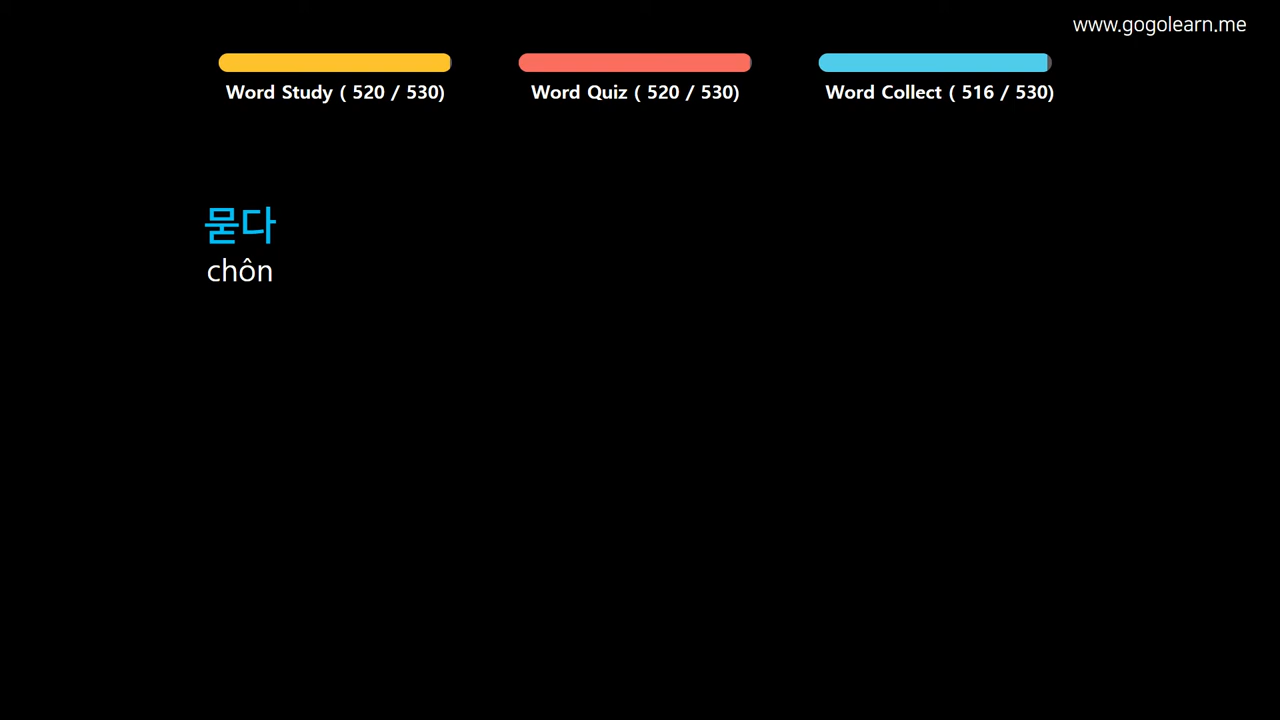 www.gogolearn.me
Word Study ( 520 / 530)
Word Quiz ( 520 / 530)
Word Collect ( 516 / 530)
묻다
chôn